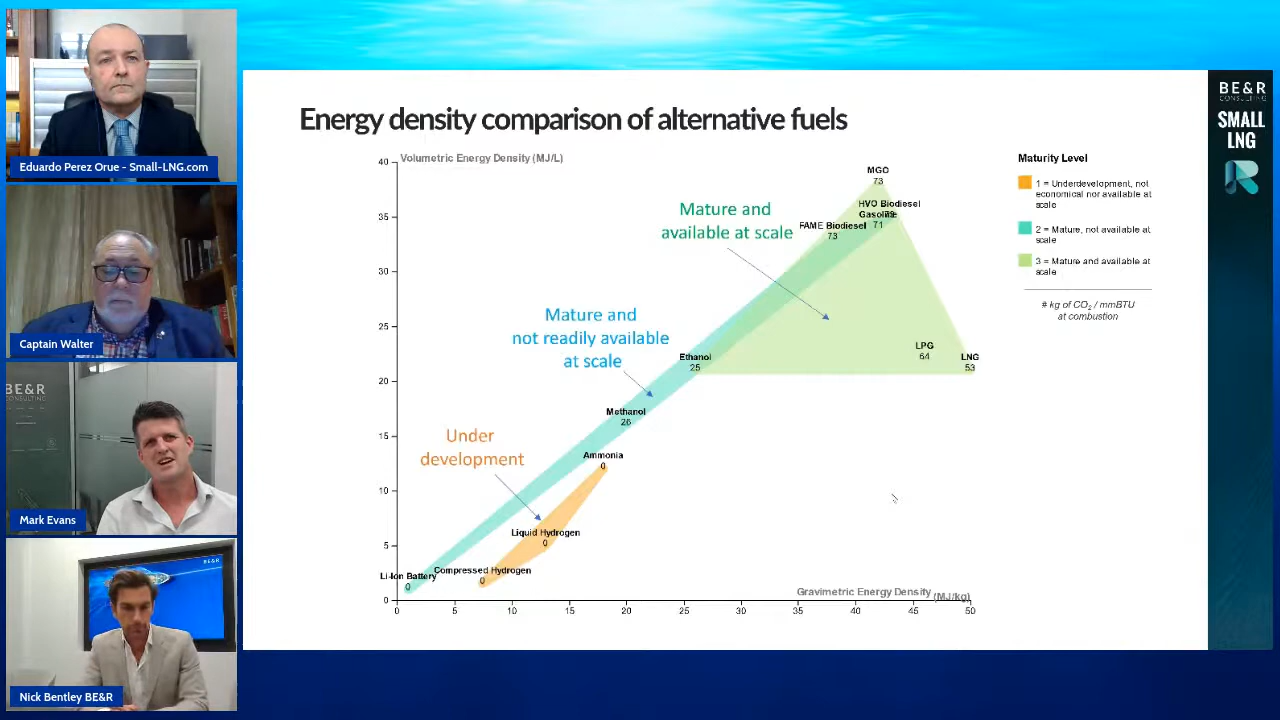 Eduardo Perez Orue - Small-LNG.com
Captain Walter
BE&R
Mark Evans
BE&R
Nick Bentley BE&R
Energy density comparison of alternative fuels
Volumetric Energy Density (MJ/L)
40
35
30
25
20
15
10
5
0
0
5
10
15
20
25
30
35
40
45
50
Gravimetric Energy Density (MJ/kg)
MGO
73
HVO Biodiesel
Gasoline
71
FAME Biodiesel
73
Mature and
available at scale
LPG
64
LNG
53
Ethanol
25
Mature and
not readily available
at scale
Methanol
26
Under
development
Ammonia
0
Liquid Hydrogen
0
Compressed Hydrogen
0
Li-Ion Battery
0
Maturity Level
1 = Underdevelopment, not
economical nor available at
scale
2 = Mature, not available at
scale
3 = Mature and available at
scale
# kg of CO₂ / mmBTU
at combustion
BE&R
CONSULTING
SMALL
LNG